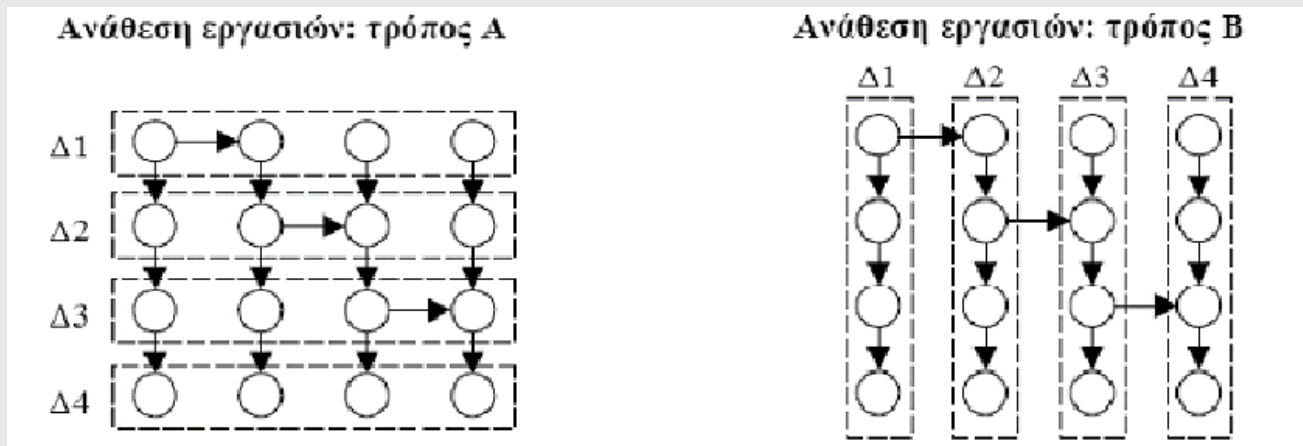 Ανάθεση εργασιών: τρόπος Α
Δ1
Δ2
Δ3
Δ4
Ανάθεση εργασιών: τρόπος Β
Δ1 Δ2 Δ3 Δ4